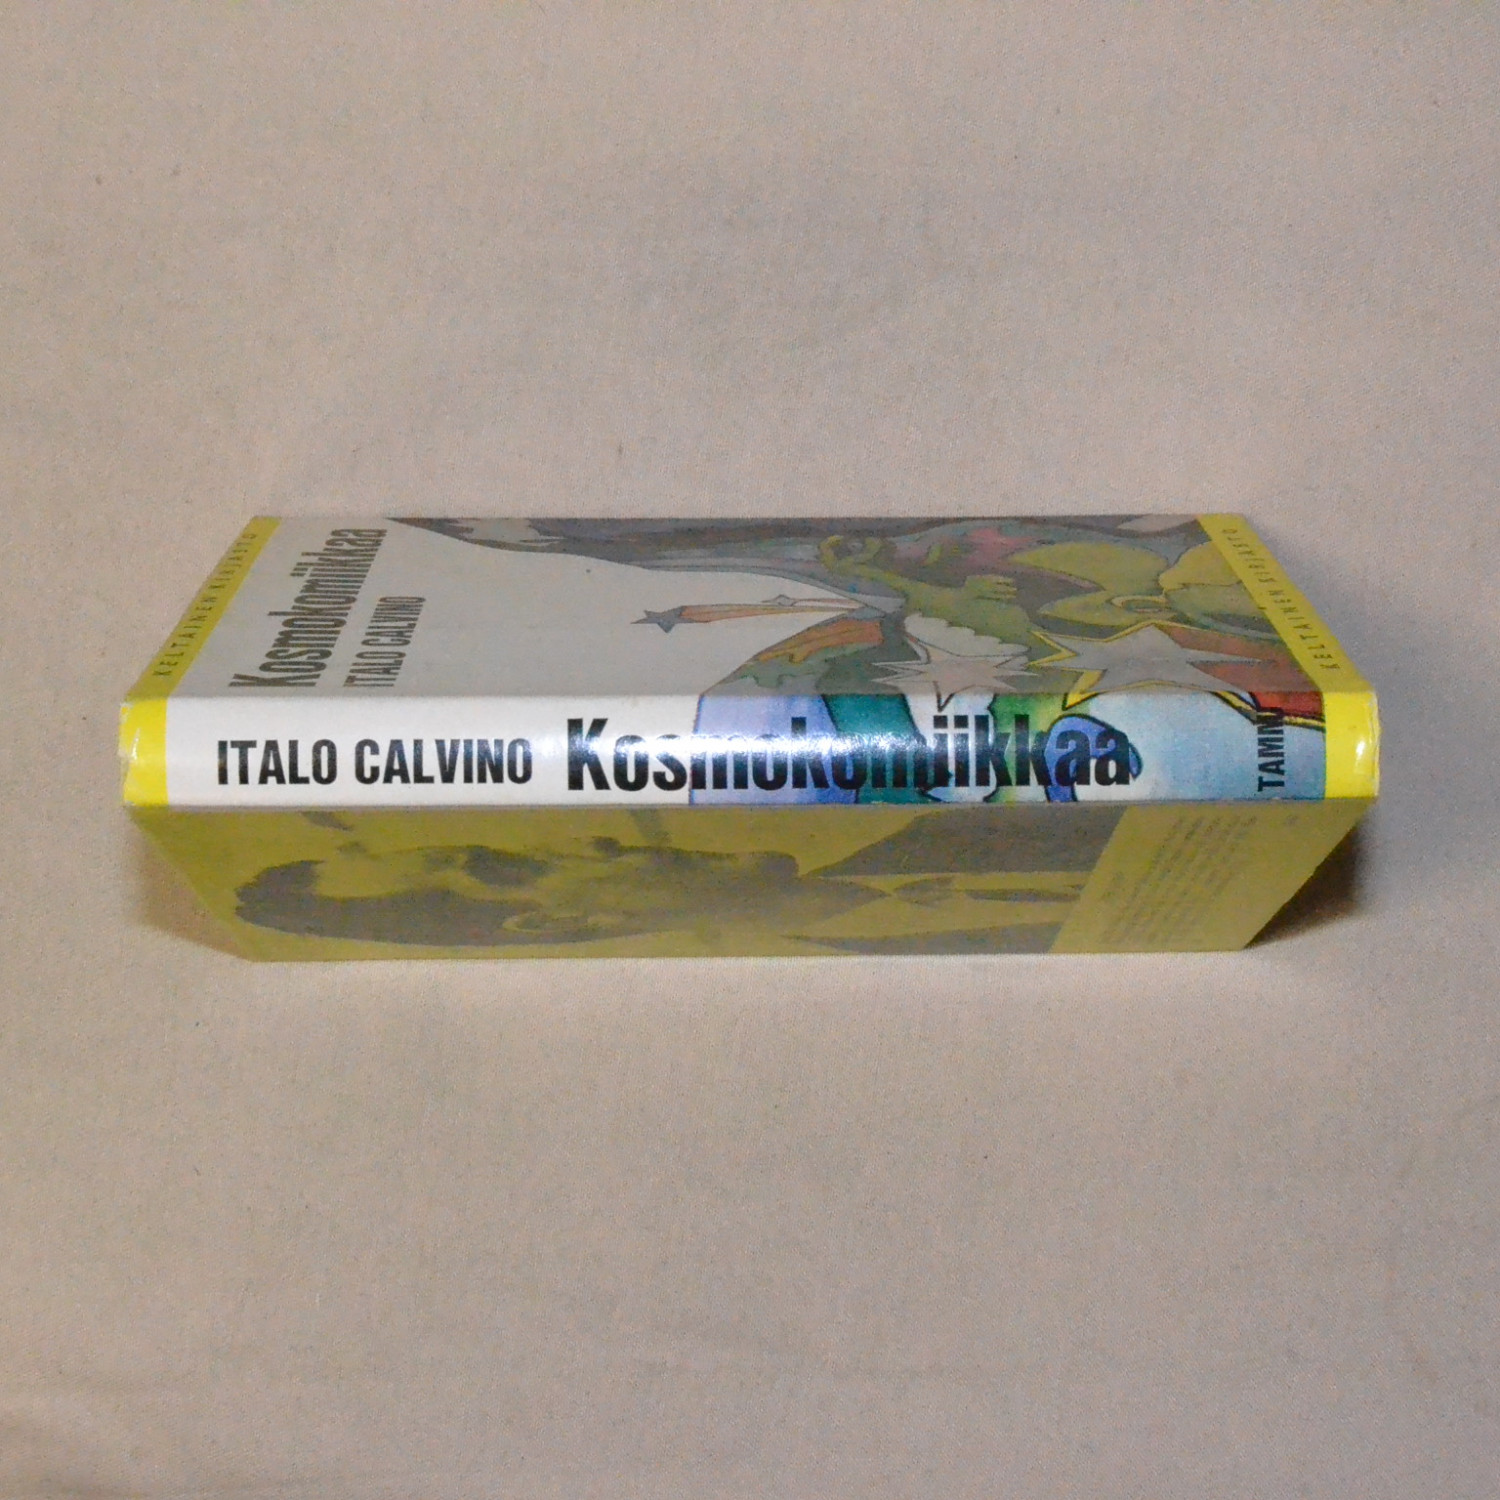 KELTAINEN KIRJASTO
Kosmokomiikkaa
ITALO CALVINO
KELTAINEN KIRJASTO
ITALO CALVINO Kosmokomiikkaa TAMMI